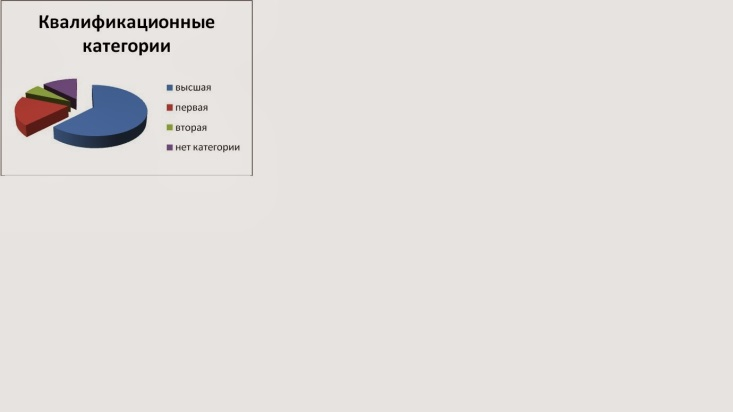 Квалификационные
категории
высшая
первая
вторая
нет категории